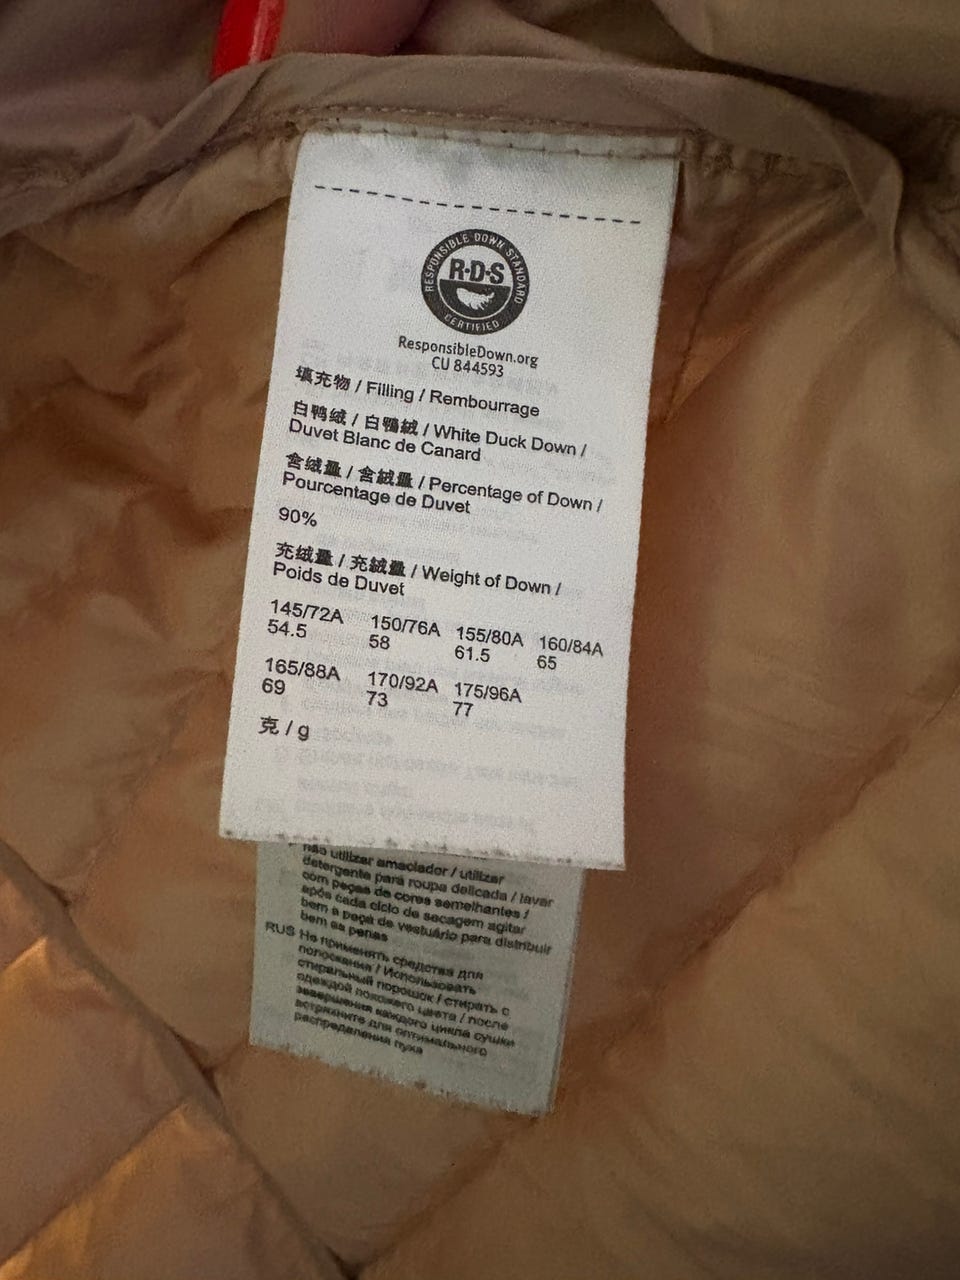 RESPONSIBLE DOWN STANDARD
R·D·S
CERTIFIED
ResponsibleDown.org
CU 844593
填充物 / Filling / Rembourrage
白鸭绒 / 白鴨絨 / White Duck Down /
Duvet Blanc de Canard
含绒量 / 含絨量 / Percentage of Down /
Pourcentage de Duvet
90%
充绒量 / 充絨量 / Weight of Down /
Poids de Duvet
145/72A 150/76A 155/80A 160/84A
54.5 58 61.5 65
165/88A 170/92A 175/96A
69 73 77
克 / g
não utilizar amaciador / utilizar
detergente para roupa delicada / lavar
com peças de cores semelhantes /
após cada ciclo de secagem agitar
bem a peça de vestuário para distribuir
bem as penas
RUS Не применять средства для
полоскания / Использовать
стиральный порошок / стирать с
одеждой похожего цвета / после
завершения каждого цикла сушки
встряхните для оптимального
распределения пуха